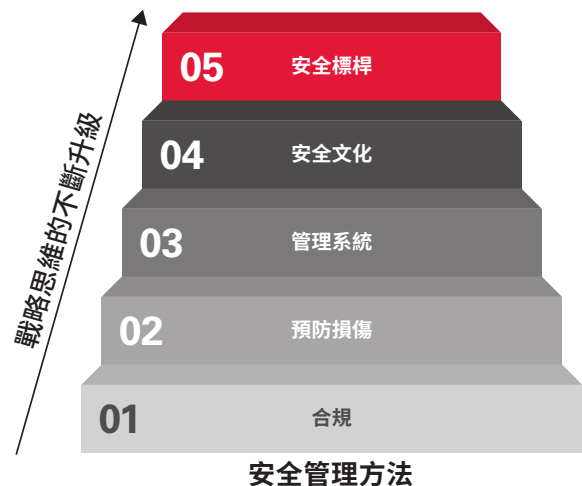 05 安全標桿
04 安全文化
03 管理系統
02 預防損傷
01 合規
戰略思維的不斷升級
安全管理方法